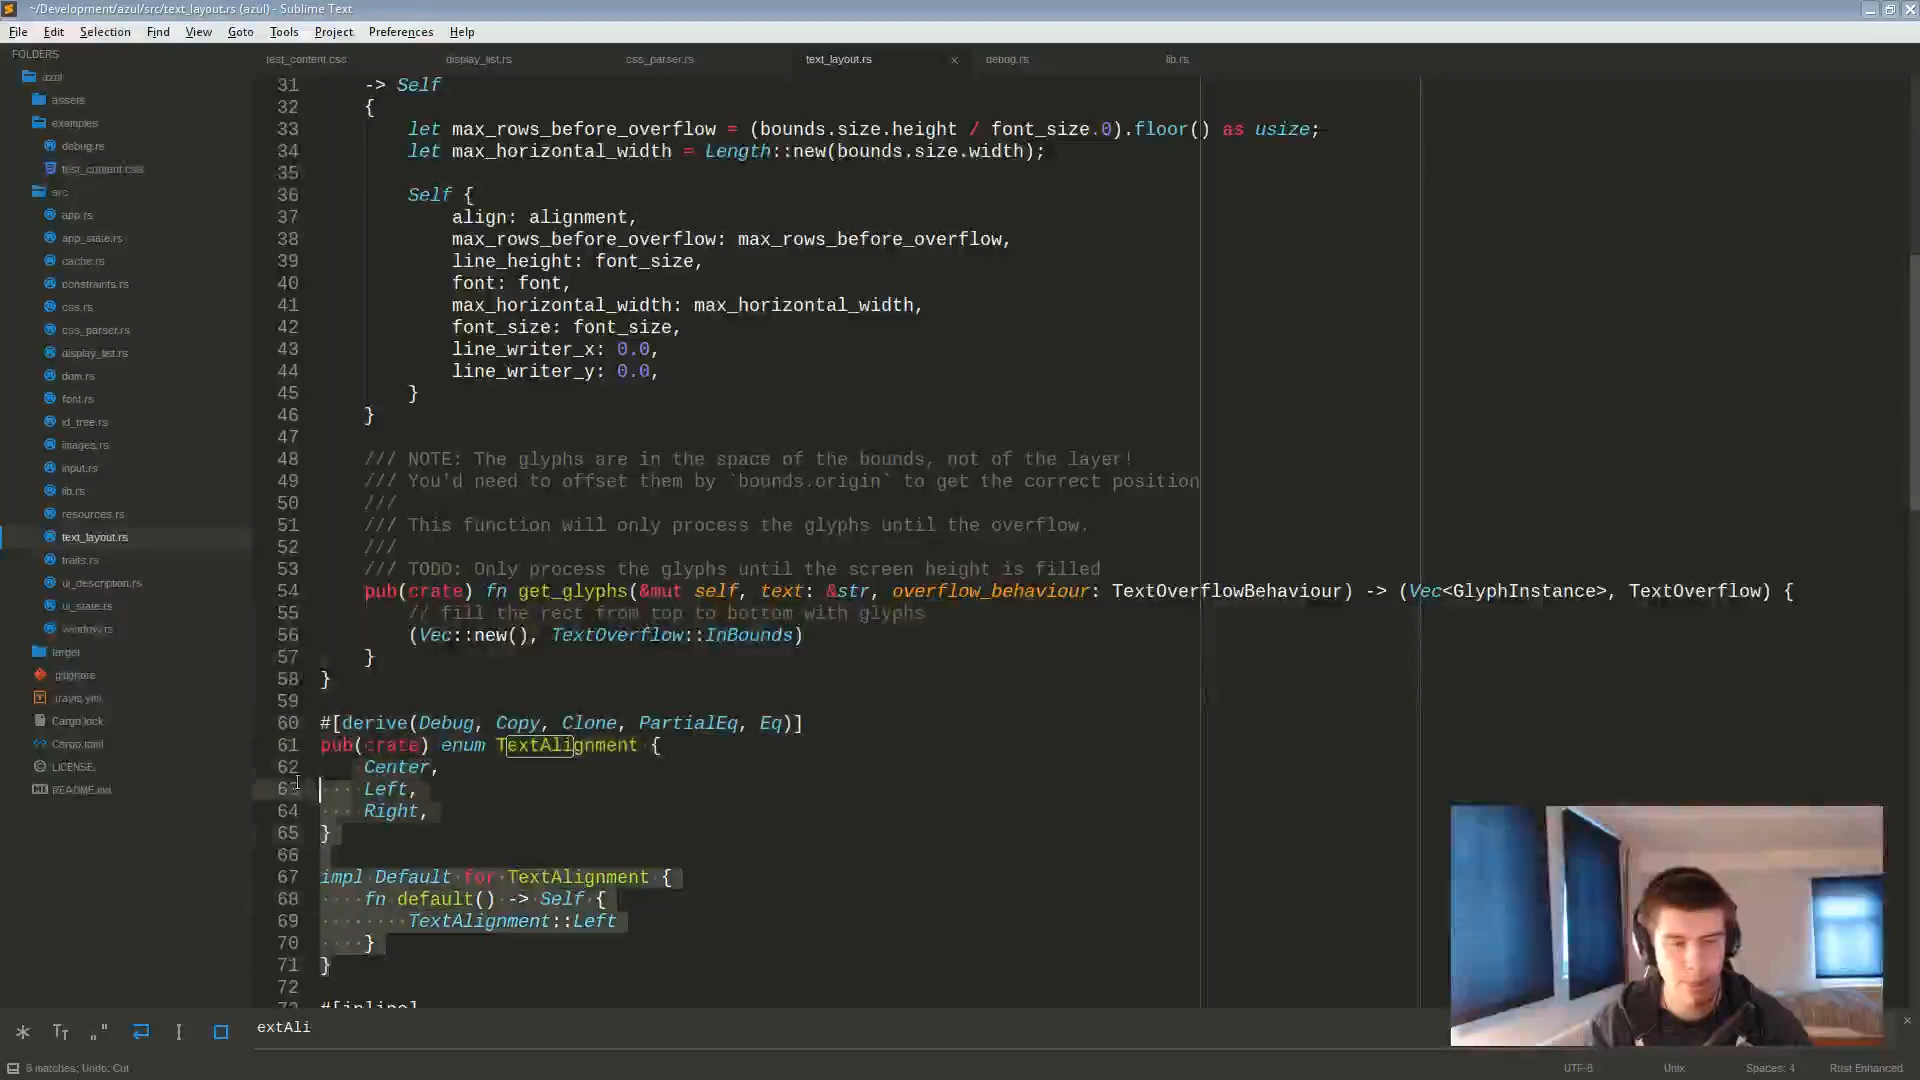 ~/Development/azul/src/text_layout.rs (azul) - Sublime Text
File Edit Selection Find View Goto Tools Project Preferences Help
FOLDERS
azul
assets
examples
debug.rs
test_content.css
src
app.rs
app_state.rs
cache.rs
constraints.rs
css.rs
css_parser.rs
display_list.rs
dom.rs
font.rs
id_tree.rs
images.rs
input.rs
lib.rs
resources.rs
text_layout.rs
traits.rs
ui_description.rs
ui_state.rs
window.rs
target
.gitignore
.travis.yml
Cargo.lock
Cargo.toml
LICENSE
README.md
test_content.css display_list.rs css_parser.rs text_layout.rs × debug.rs lib.rs
31 -> Self
32 {
33 let max_rows_before_overflow = (bounds.size.height / font_size.0).floor() as usize;
34 let max_horizontal_width = Length::new(bounds.size.width);
35
36 Self {
37 align: alignment,
38 max_rows_before_overflow: max_rows_before_overflow,
39 line_height: font_size,
40 font: font,
41 max_horizontal_width: max_horizontal_width,
42 font_size: font_size,
43 line_writer_x: 0.0,
44 line_writer_y: 0.0,
45 }
46 }
47
48 /// NOTE: The glyphs are in the space of the bounds, not of the layer!
49 /// You'd need to offset them by `bounds.origin` to get the correct position
50 ///
51 /// This function will only process the glyphs until the overflow.
52 ///
53 /// TODO: Only process the glyphs until the screen height is filled
54 pub(crate) fn get_glyphs(&mut self, text: &str, overflow_behaviour: TextOverflowBehaviour) -> (Vec<GlyphInstance>, TextOverflow) {
55 // fill the rect from top to bottom with glyphs
56 (Vec::new(), TextOverflow::InBounds)
57 }
58 }
59
60 #[derive(Debug, Copy, Clone, PartialEq, Eq)]
61 pub(crate) enum TextAlignment {
62 Center,
63 Left,
64 Right,
65 }
66
67 impl Default for TextAlignment {
68 fn default() -> Self {
69 TextAlignment::Left
70 }
71 }
72
73 #[inline]
extAli
6 matches; Undo: Cut UTF-8 Unix Spaces: 4 Rust Enhanced